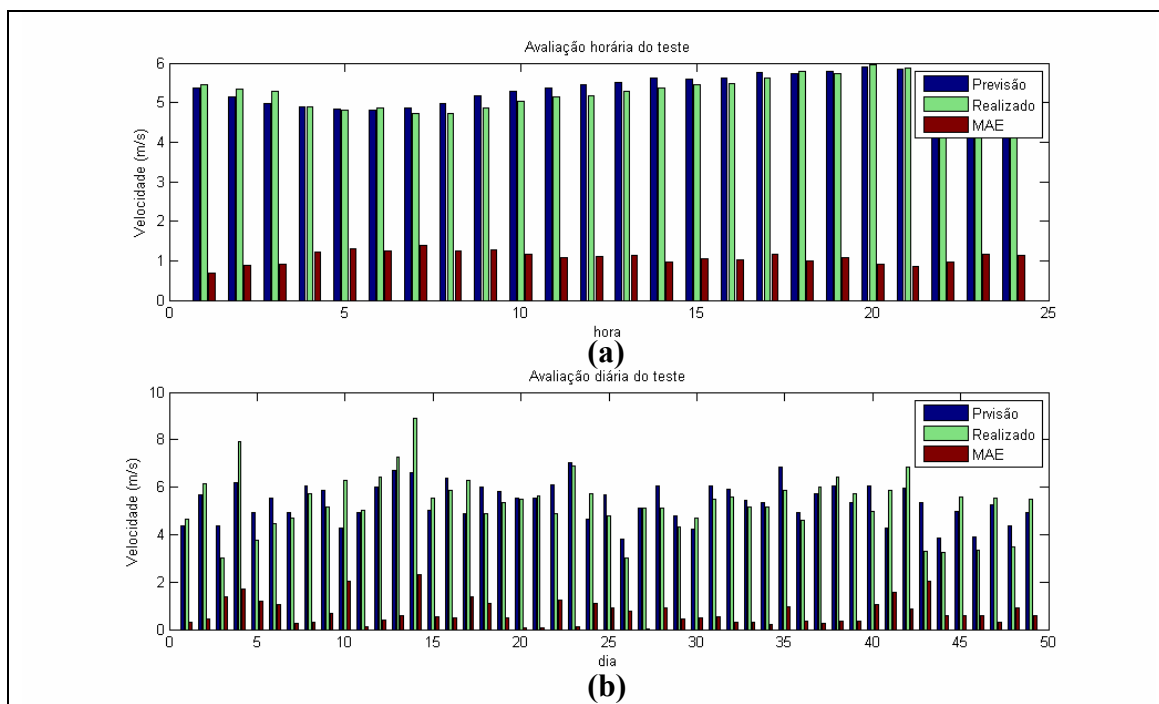 Avaliação horária do teste
6
5
4
3
2
1
0
Velocidade (m/s)
Previsão
Realizado
MAE
0 5 10 15 20 25
hora
(a)
Avaliação diária do teste
10
8
6
4
2
0
Velocidade (m/s)
Prvisão
Realizado
MAE
0 5 10 15 20 25 30 35 40 45 50
dia
(b)